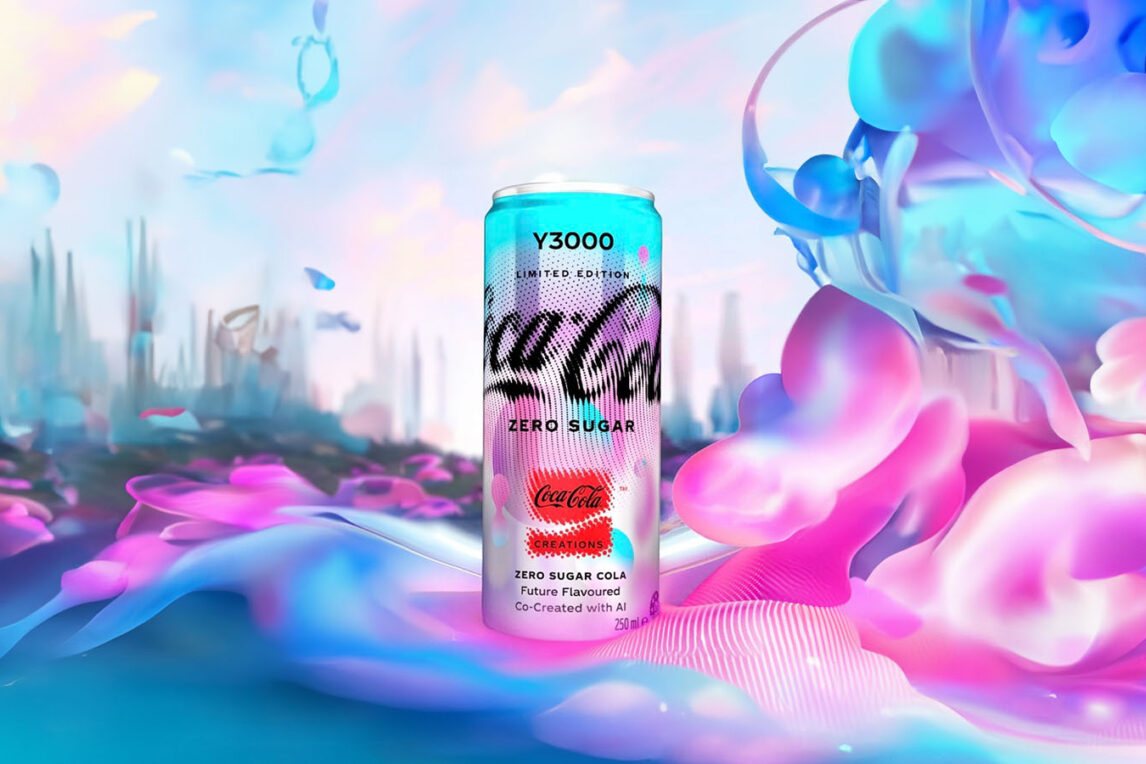 Y3000
LIMITED EDITION
Coca-Cola
ZERO SUGAR
Coca-Cola ™
CREATIONS
ZERO SUGAR COLA
Future Flavoured
Co-Created with AI
250 ml e